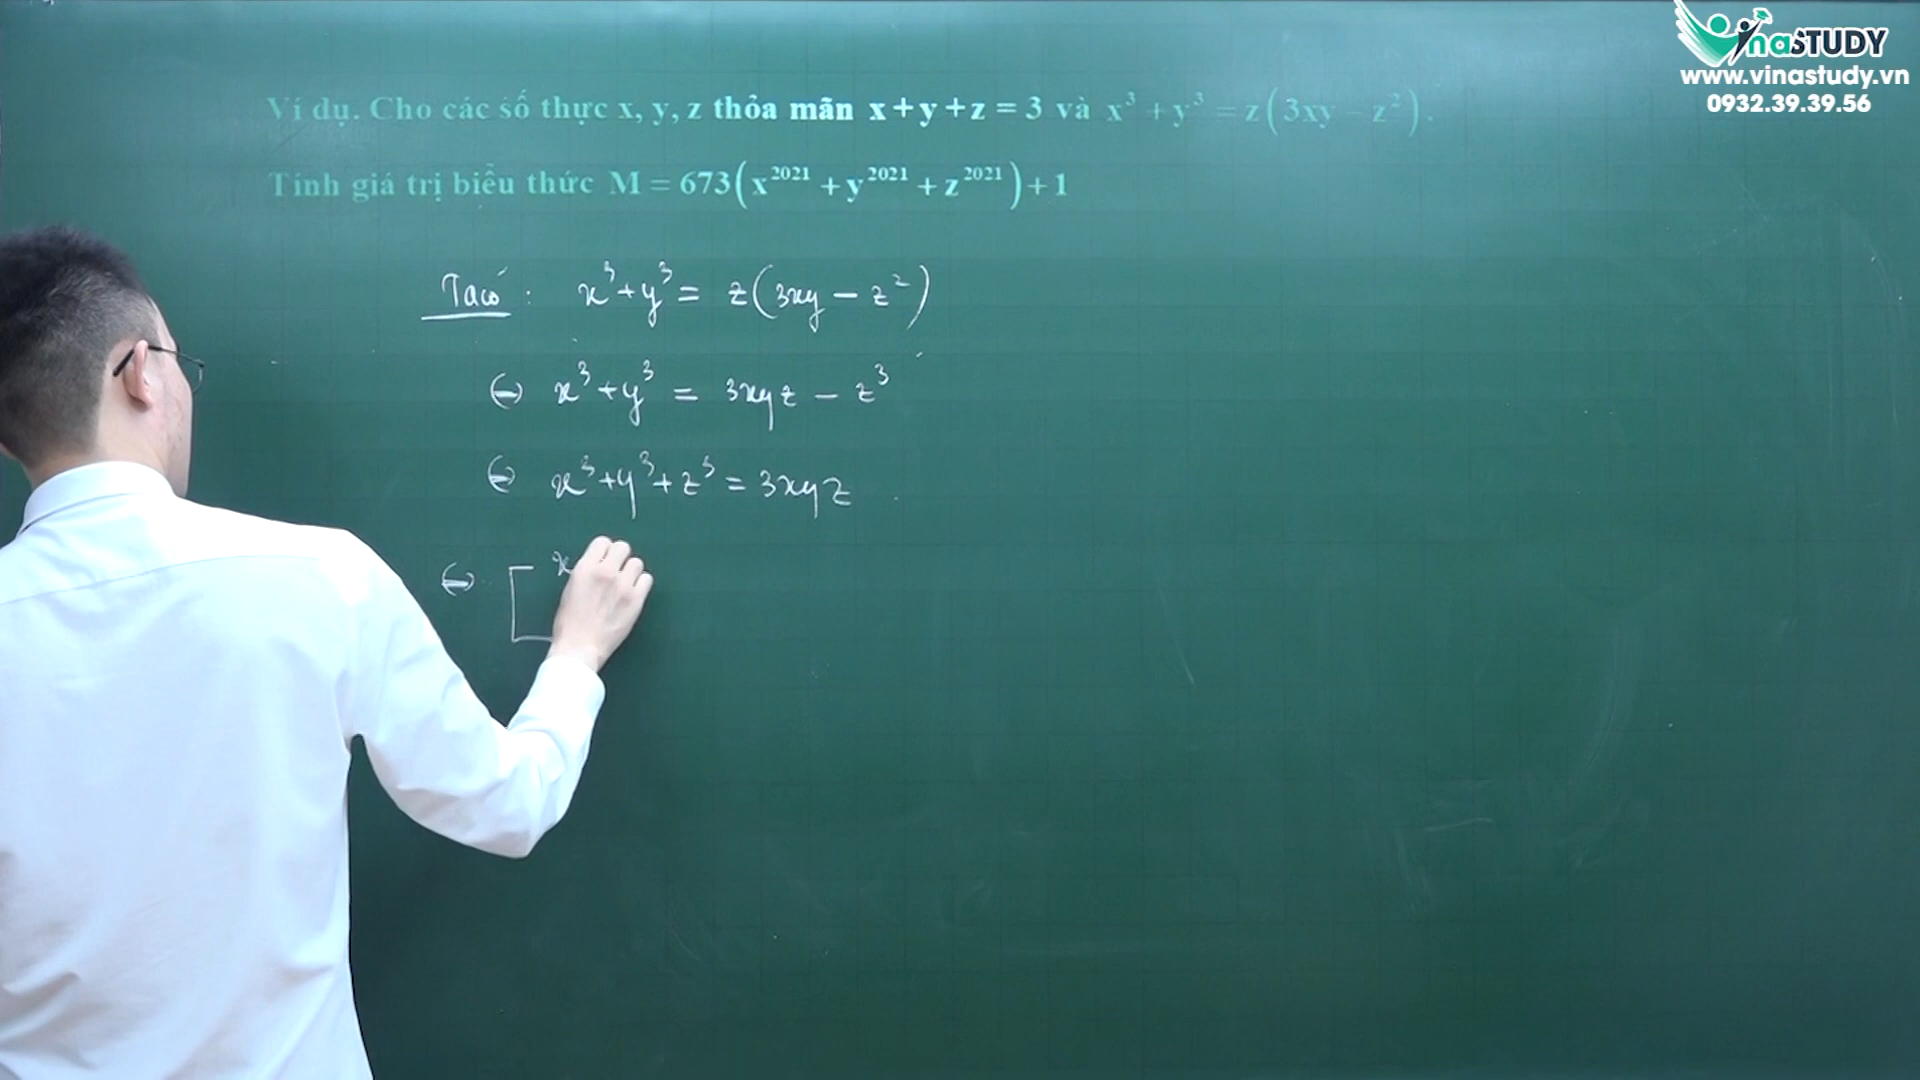 VinaSTUDY
www.vinastudy.vn
0932.39.39.56
Ví dụ. Cho các số thực x, y, z thỏa mãn x + y + z = 3 và x³ + y³ = z(3xy − z²).
Tính giá trị biểu thức M = 673(x²⁰²¹ + y²⁰²¹ + z²⁰²¹) + 1
Ta có: x³ + y³ = z(3xy − z²)
⇔ x³ + y³ = 3xyz − z³
⇔ x³ + y³ + z³ = 3xyz
⇔ [ x